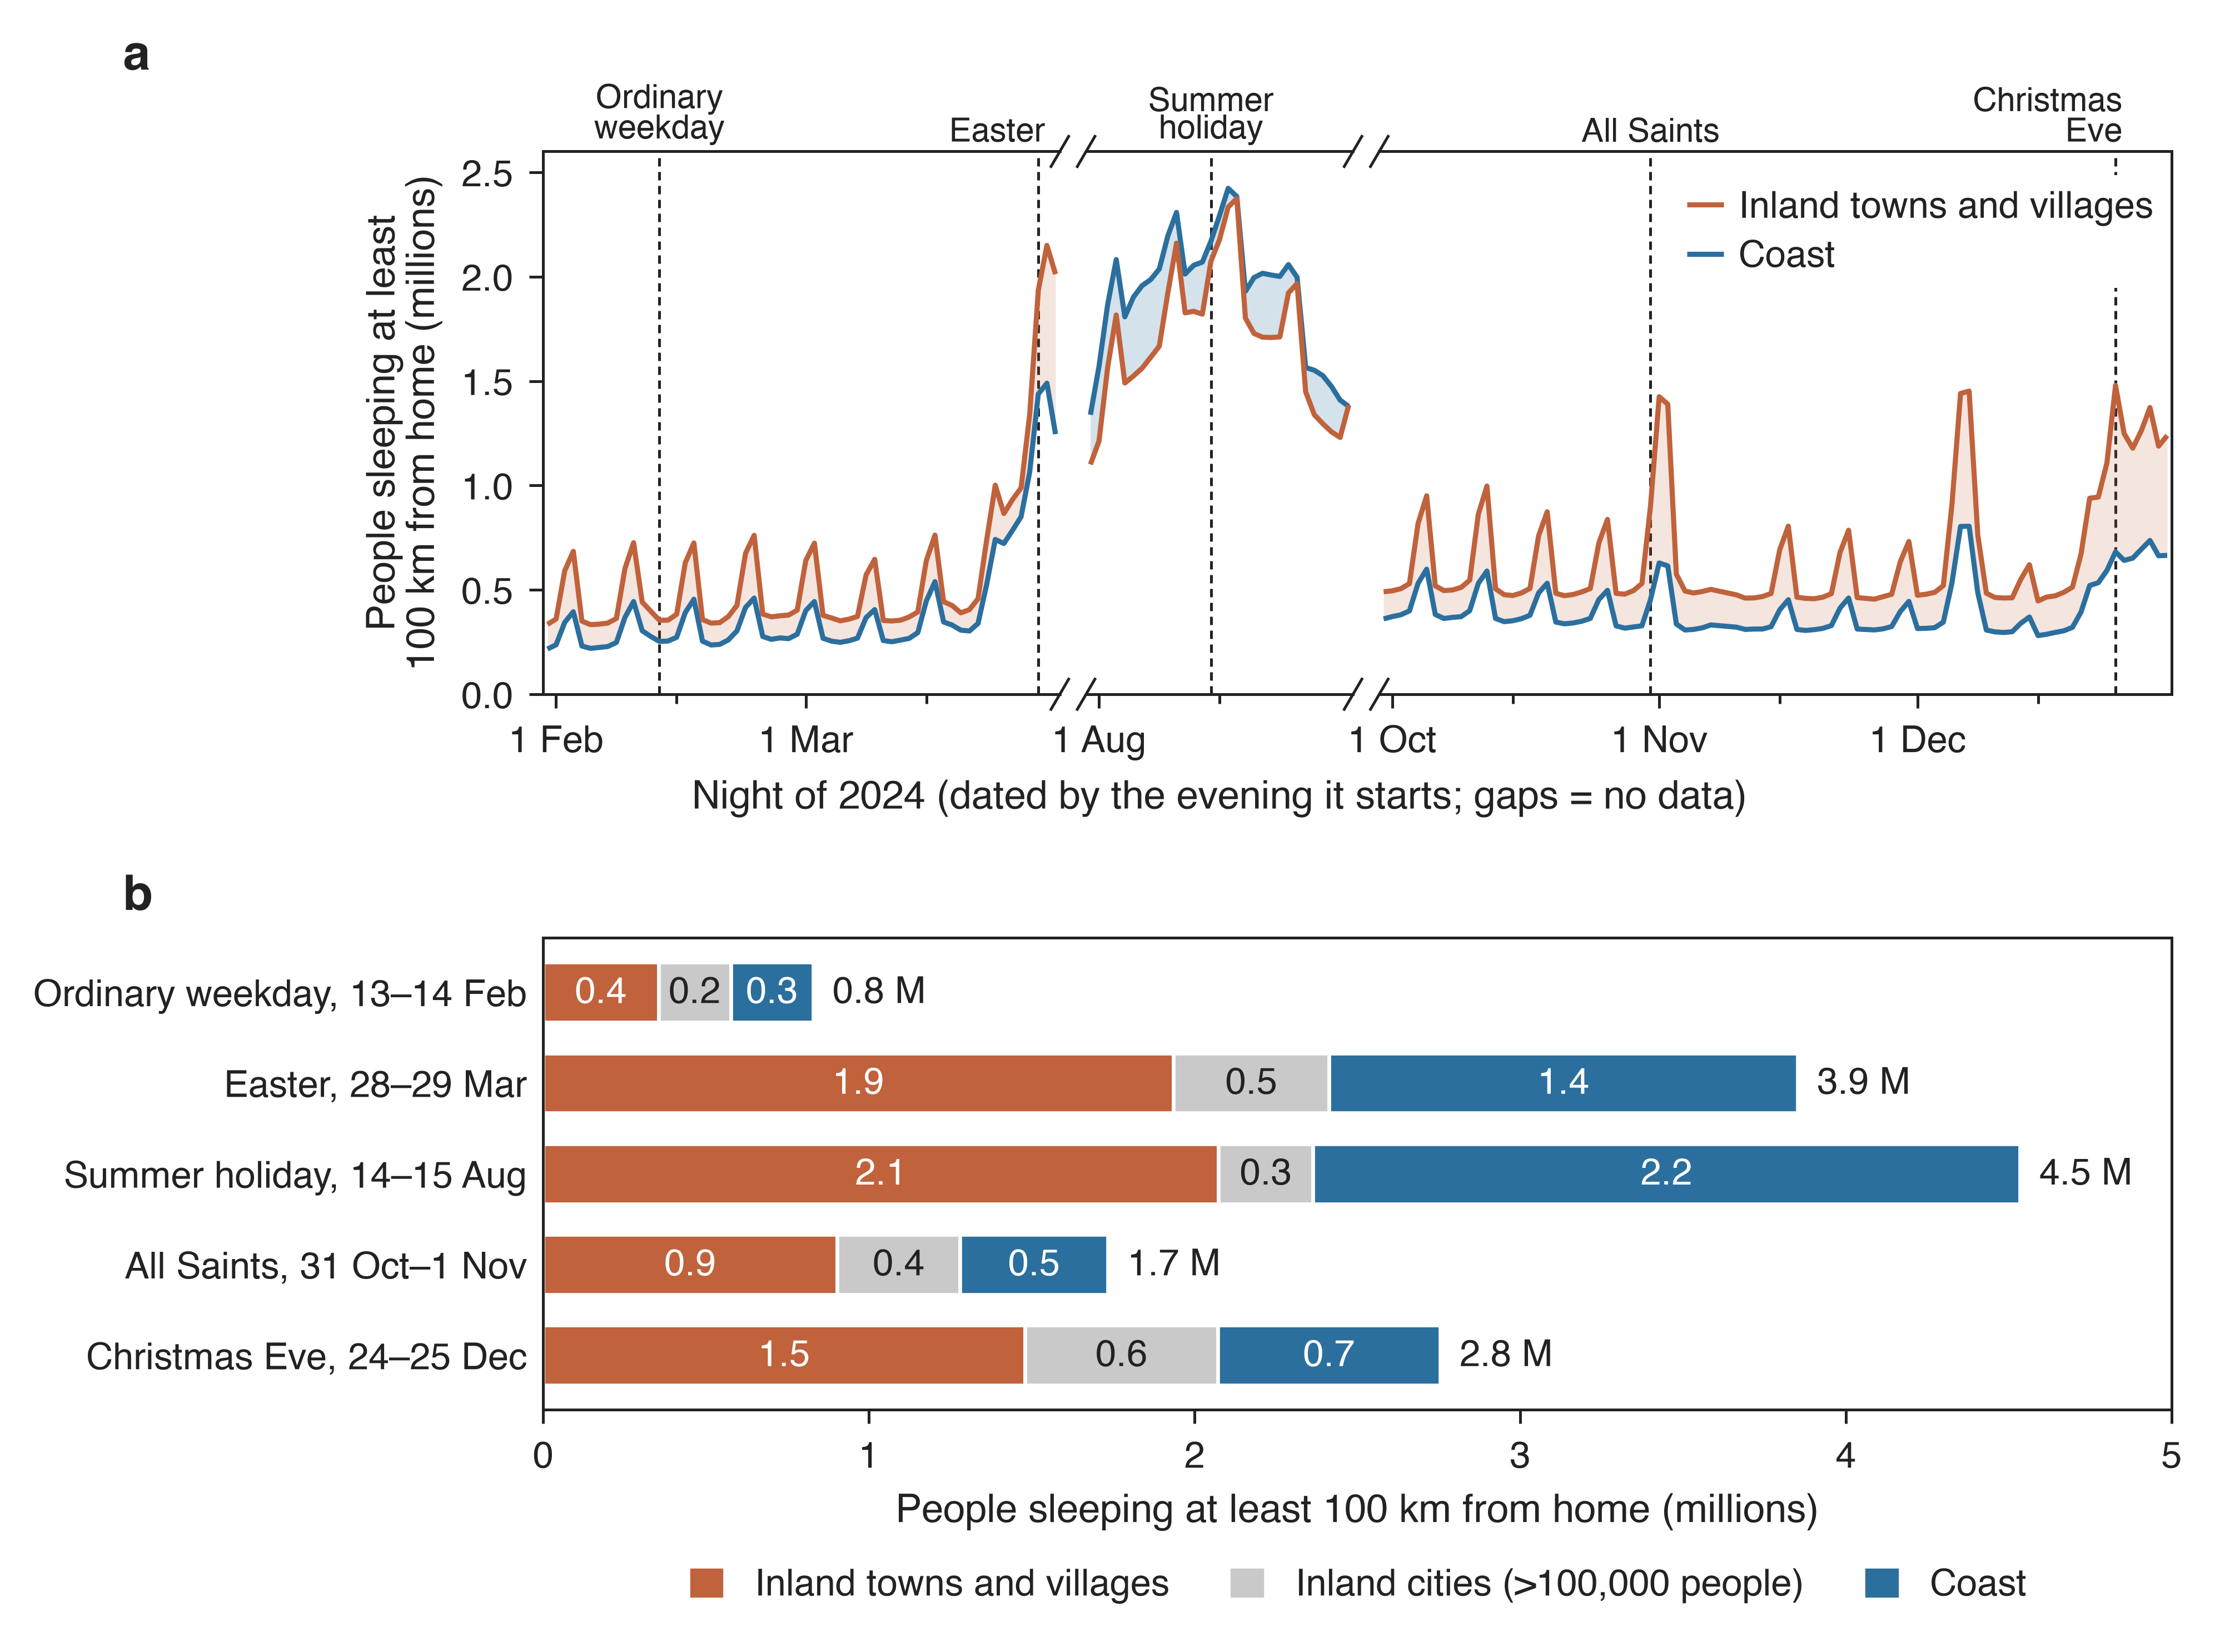 a
Ordinary
weekday
Easter
Summer
holiday
All Saints
Christmas
Eve
People sleeping at least
100 km from home (millions)
2.5
2.0
1.5
1.0
0.5
0.0
Inland towns and villages
Coast
1 Feb
1 Mar
1 Aug
1 Oct
1 Nov
1 Dec
Night of 2024 (dated by the evening it starts; gaps = no data)
b
Ordinary weekday, 13–14 Feb
0.4
0.2
0.3
0.8 M
Easter, 28–29 Mar
1.9
0.5
1.4
3.9 M
Summer holiday, 14–15 Aug
2.1
0.3
2.2
4.5 M
All Saints, 31 Oct–1 Nov
0.9
0.4
0.5
1.7 M
Christmas Eve, 24–25 Dec
1.5
0.6
0.7
2.8 M
0
1
2
3
4
5
People sleeping at least 100 km from home (millions)
Inland towns and villages
Inland cities (>100,000 people)
Coast